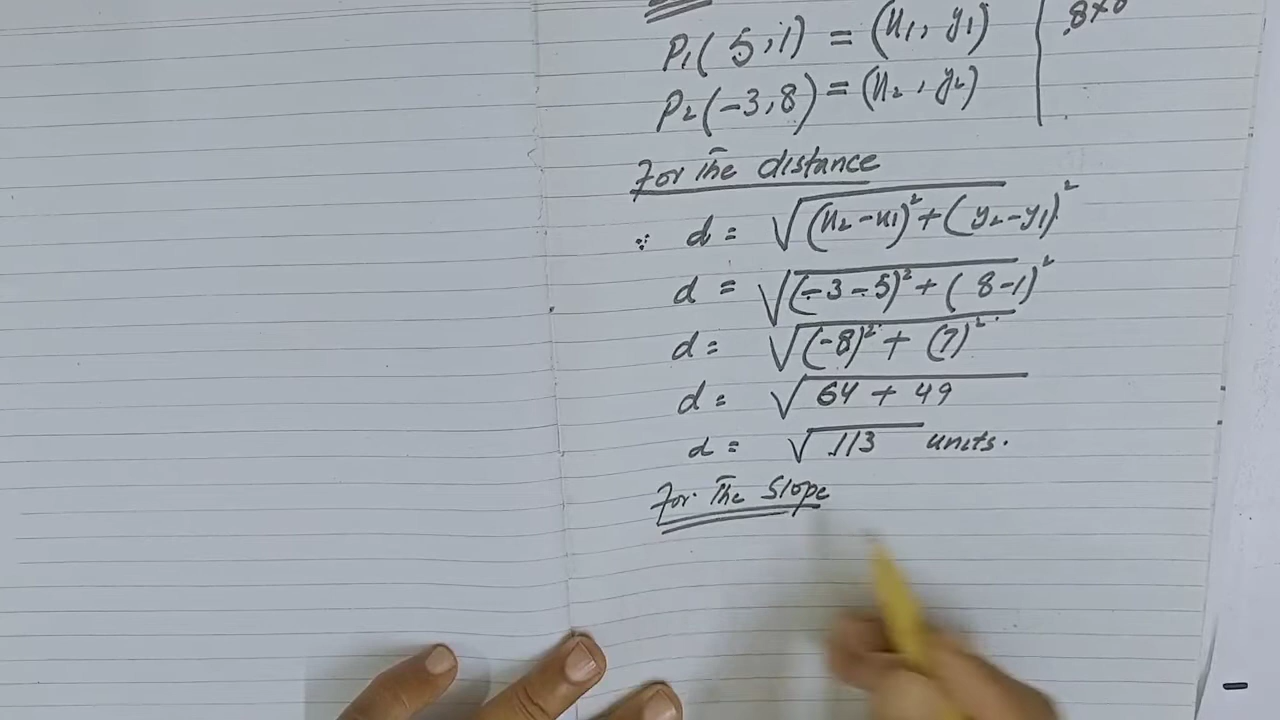 P₁(5,1) = (x₁, y₁)
P₂(-3,8) = (x₂, y₂)
For The distance
∵ d = √(x₂-x₁)²+(y₂-y₁)²
d = √(-3-5)²+(8-1)²
d = √(-8)²+(7)²
d = √64 + 49
d = √113 units.
For The Slope